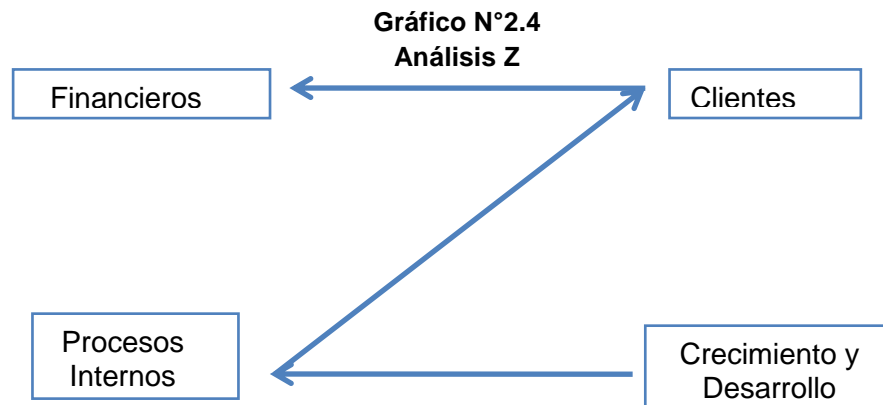 Gráfico N°2.4
Análisis Z
Financieros
Clientes
Procesos
Internos
Crecimiento y
Desarrollo